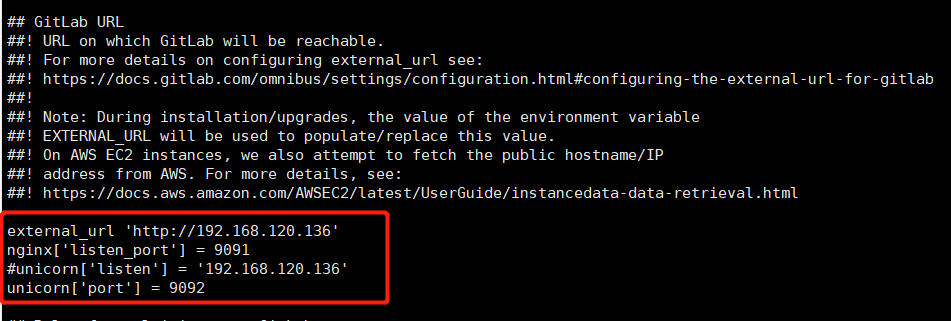 ## GitLab URL
##! URL on which GitLab will be reachable.
##! For more details on configuring external_url see:
##! https://docs.gitlab.com/omnibus/settings/configuration.html#configuring-the-external-url-for-gitlab
##!
##! Note: During installation/upgrades, the value of the environment variable
##! EXTERNAL_URL will be used to populate/replace this value.
##! On AWS EC2 instances, we also attempt to fetch the public hostname/IP
##! address from AWS. For more details, see:
##! https://docs.aws.amazon.com/AWSEC2/latest/UserGuide/instancedata-data-retrieval.html
external_url 'http://192.168.120.136'
nginx['listen_port'] = 9091
#unicorn['listen'] = '192.168.120.136'
unicorn['port'] = 9092